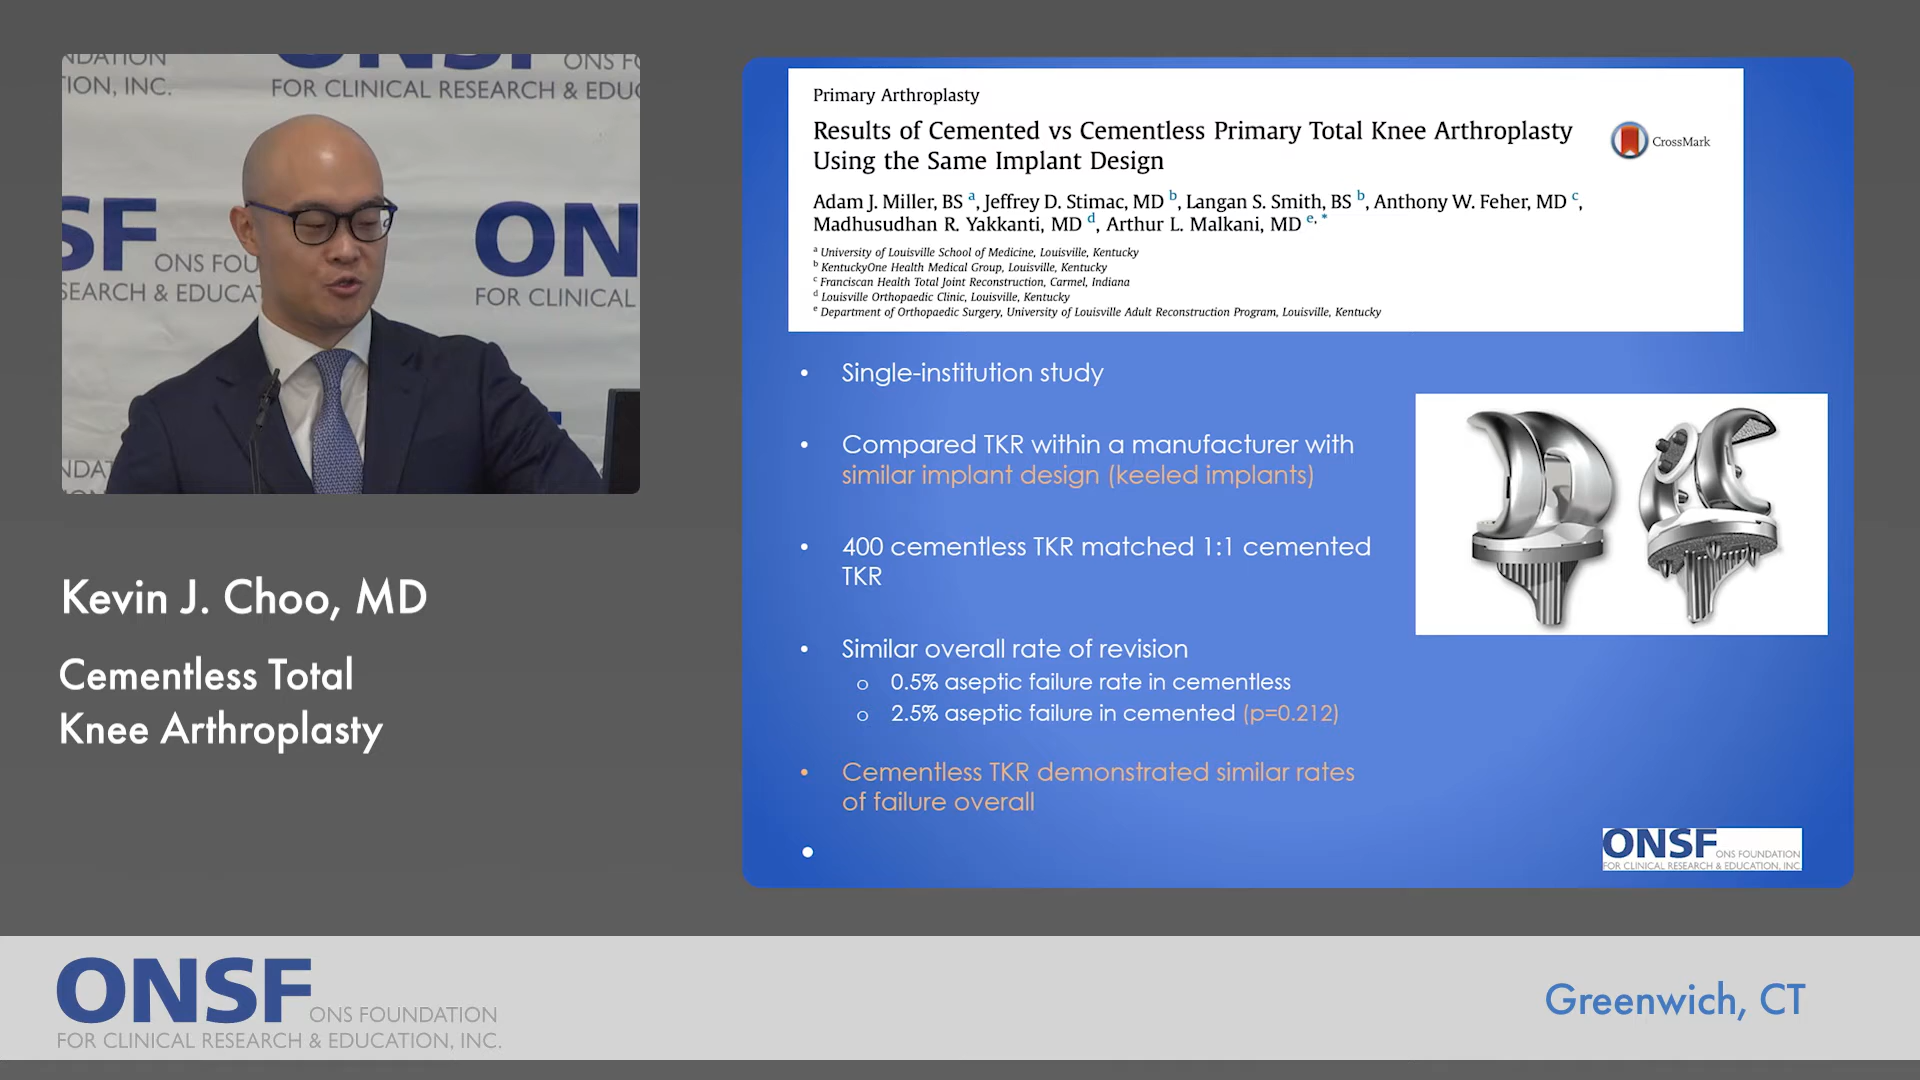 NDATION
TION, INC.
ONSF
ONS F
FOR CLINICAL RESEARCH & EDUC
SF
ONS FOU
SEARCH & EDUCAT
ON
FOR CLINICAL
NDAT
Kevin J. Choo, MD
Cementless Total
Knee Arthroplasty
Primary Arthroplasty
Results of Cemented vs Cementless Primary Total Knee Arthroplasty
Using the Same Implant Design
CrossMark
Adam J. Miller, BS a, Jeffrey D. Stimac, MD b, Langan S. Smith, BS b, Anthony W. Feher, MD c,
Madhusudhan R. Yakkanti, MD d, Arthur L. Malkani, MD e, *
a University of Louisville School of Medicine, Louisville, Kentucky
b KentuckyOne Health Medical Group, Louisville, Kentucky
c Franciscan Health Total Joint Reconstruction, Carmel, Indiana
d Louisville Orthopaedic Clinic, Louisville, Kentucky
e Department of Orthopaedic Surgery, University of Louisville Adult Reconstruction Program, Louisville, Kentucky
• Single-institution study
• Compared TKR within a manufacturer with
similar implant design (keeled implants)
• 400 cementless TKR matched 1:1 cemented
TKR
• Similar overall rate of revision
o 0.5% aseptic failure rate in cementless
o 2.5% aseptic failure in cemented (p=0.212)
• Cementless TKR demonstrated similar rates
of failure overall
•
ONSF ONS FOUNDATION
FOR CLINICAL RESEARCH & EDUCATION, INC.
ONSF ONS FOUNDATION
FOR CLINICAL RESEARCH & EDUCATION, INC.
Greenwich, CT